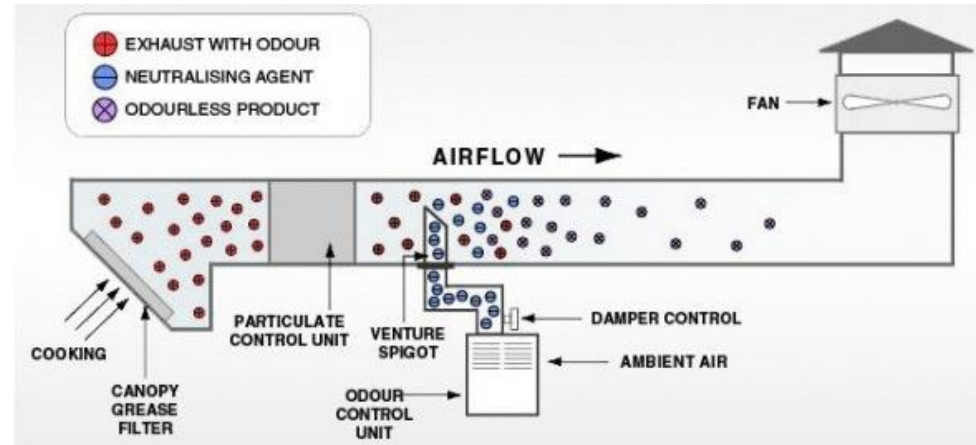 EXHAUST WITH ODOUR
NEUTRALISING AGENT
ODOURLESS PRODUCT
FAN
AIRFLOW
COOKING
CANOPY
GREASE
FILTER
PARTICULATE
CONTROL UNIT
VENTURE
SPIGOT
ODOUR
CONTROL
UNIT
DAMPER CONTROL
AMBIENT AIR